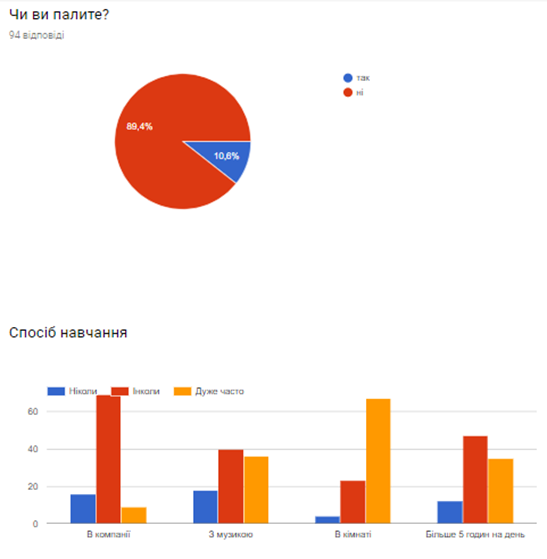 Чи ви палите?
94 відповіді
так
ні
89,4%
10,6%
Спосіб навчання
Ніколи Інколи Дуже часто
60
40
20
0
В компанії З музикою В кімнаті Більше 5 годин на день